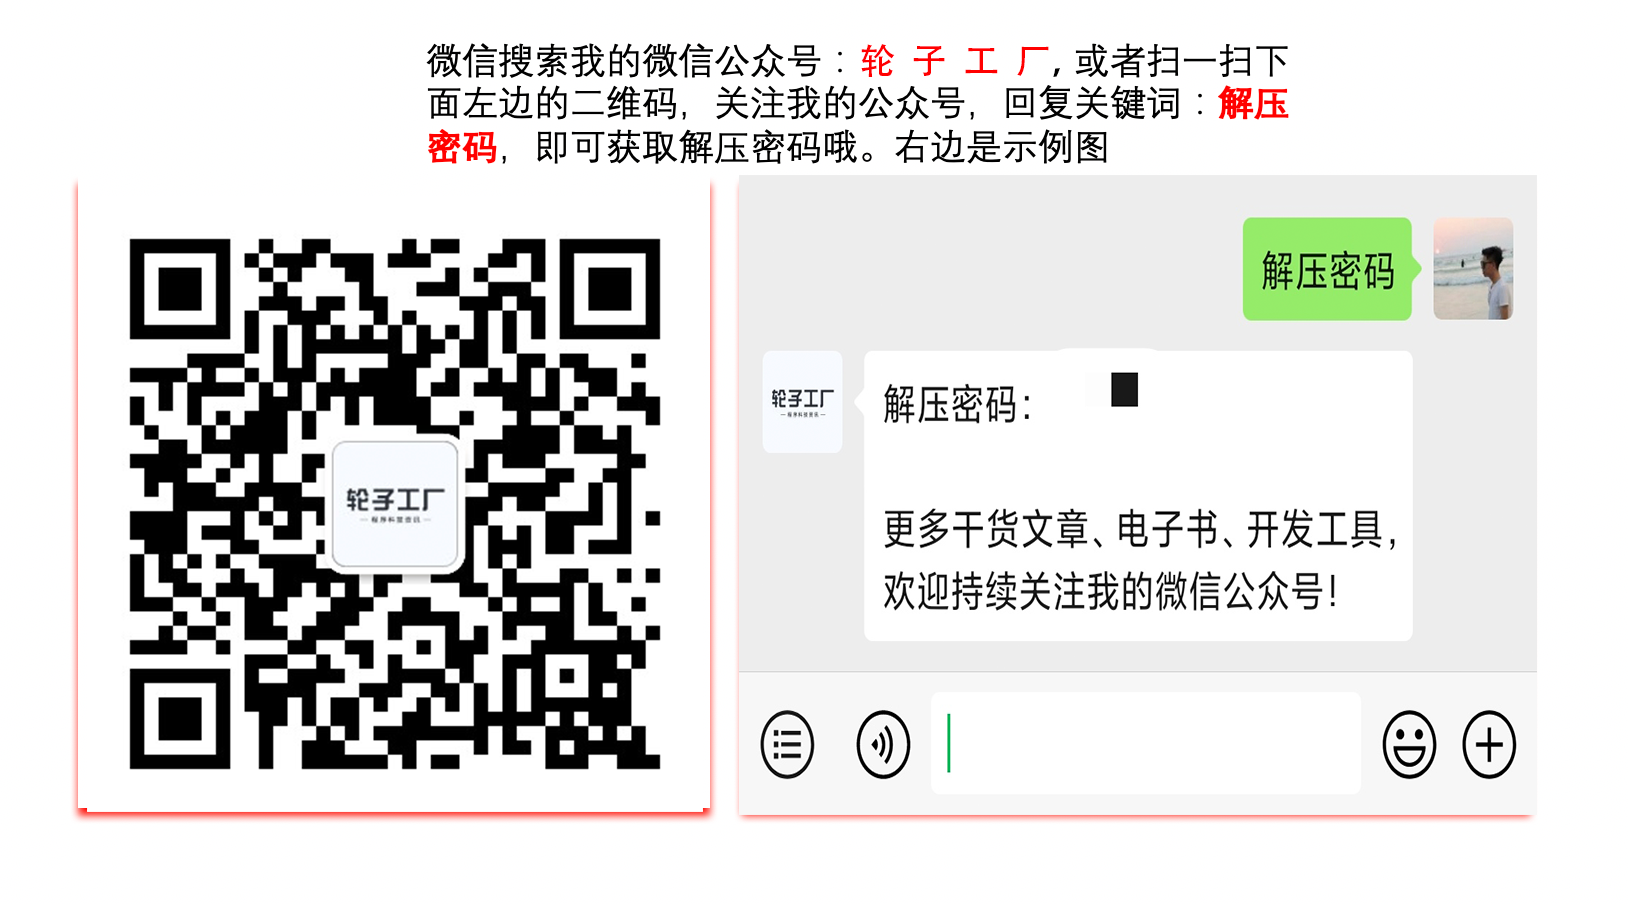 微信搜索我的微信公众号：轮 子 工 厂, 或者扫一扫下
面左边的二维码，关注我的公众号，回复关键词：解压
密码，即可获取解压密码哦。右边是示例图
轮子工厂
解压密码
轮子工厂
解压密码：
更多干货文章、电子书、开发工具，
欢迎持续关注我的微信公众号！